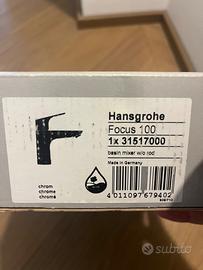 Hansgrohe
Focus 100
1x 31517000
basin mixer w/o rod
Made in Germany
chrom
chrome
chromé
4 011097 679402
subito